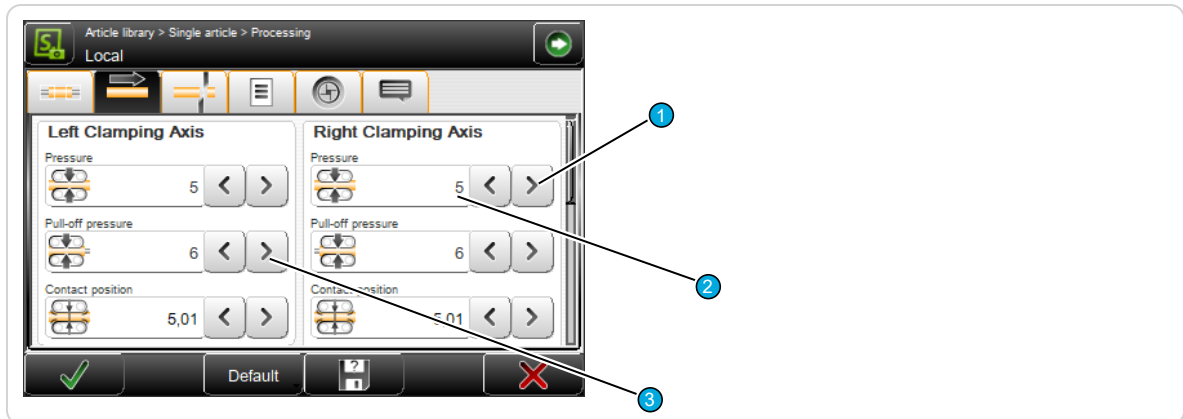 Article library > Single article > Processing
Local
Left Clamping Axis
Right Clamping Axis
Pressure
Pressure
5
5
Pull-off pressure
Pull-off pressure
6
6
Contact position
Contact position
5,01
5,01
Default
?
1
2
3